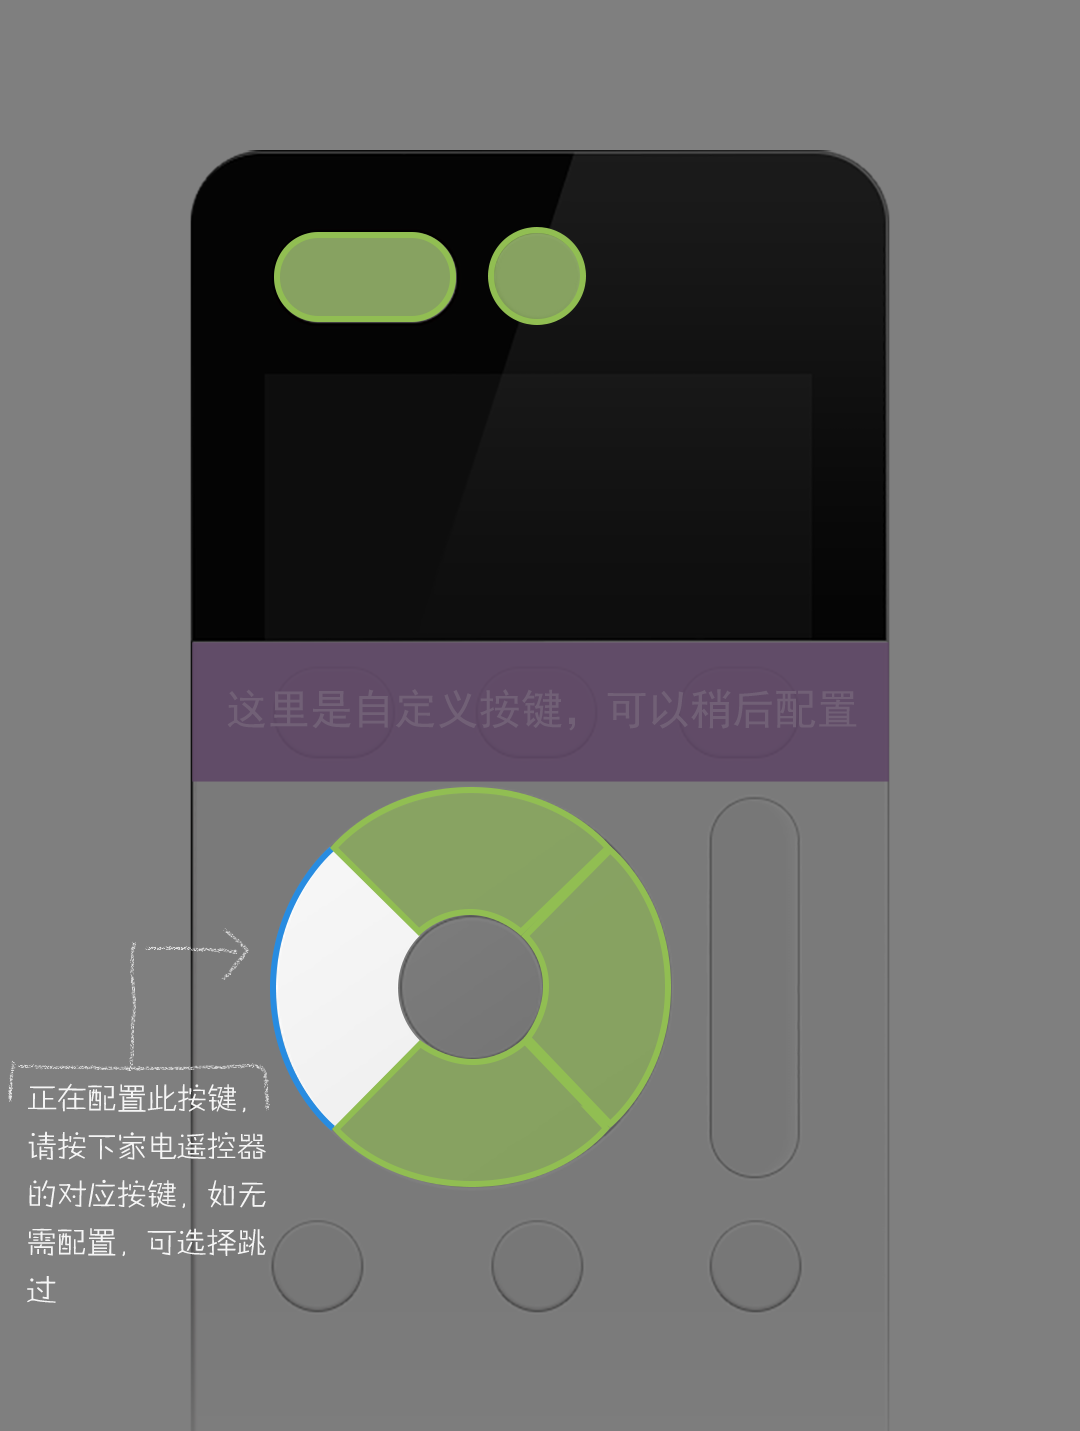 这里是自定义按键，可以稍后配置
正在配置此按键，
请按下家电遥控器
的对应按键，如无
需配置，可选择跳
过